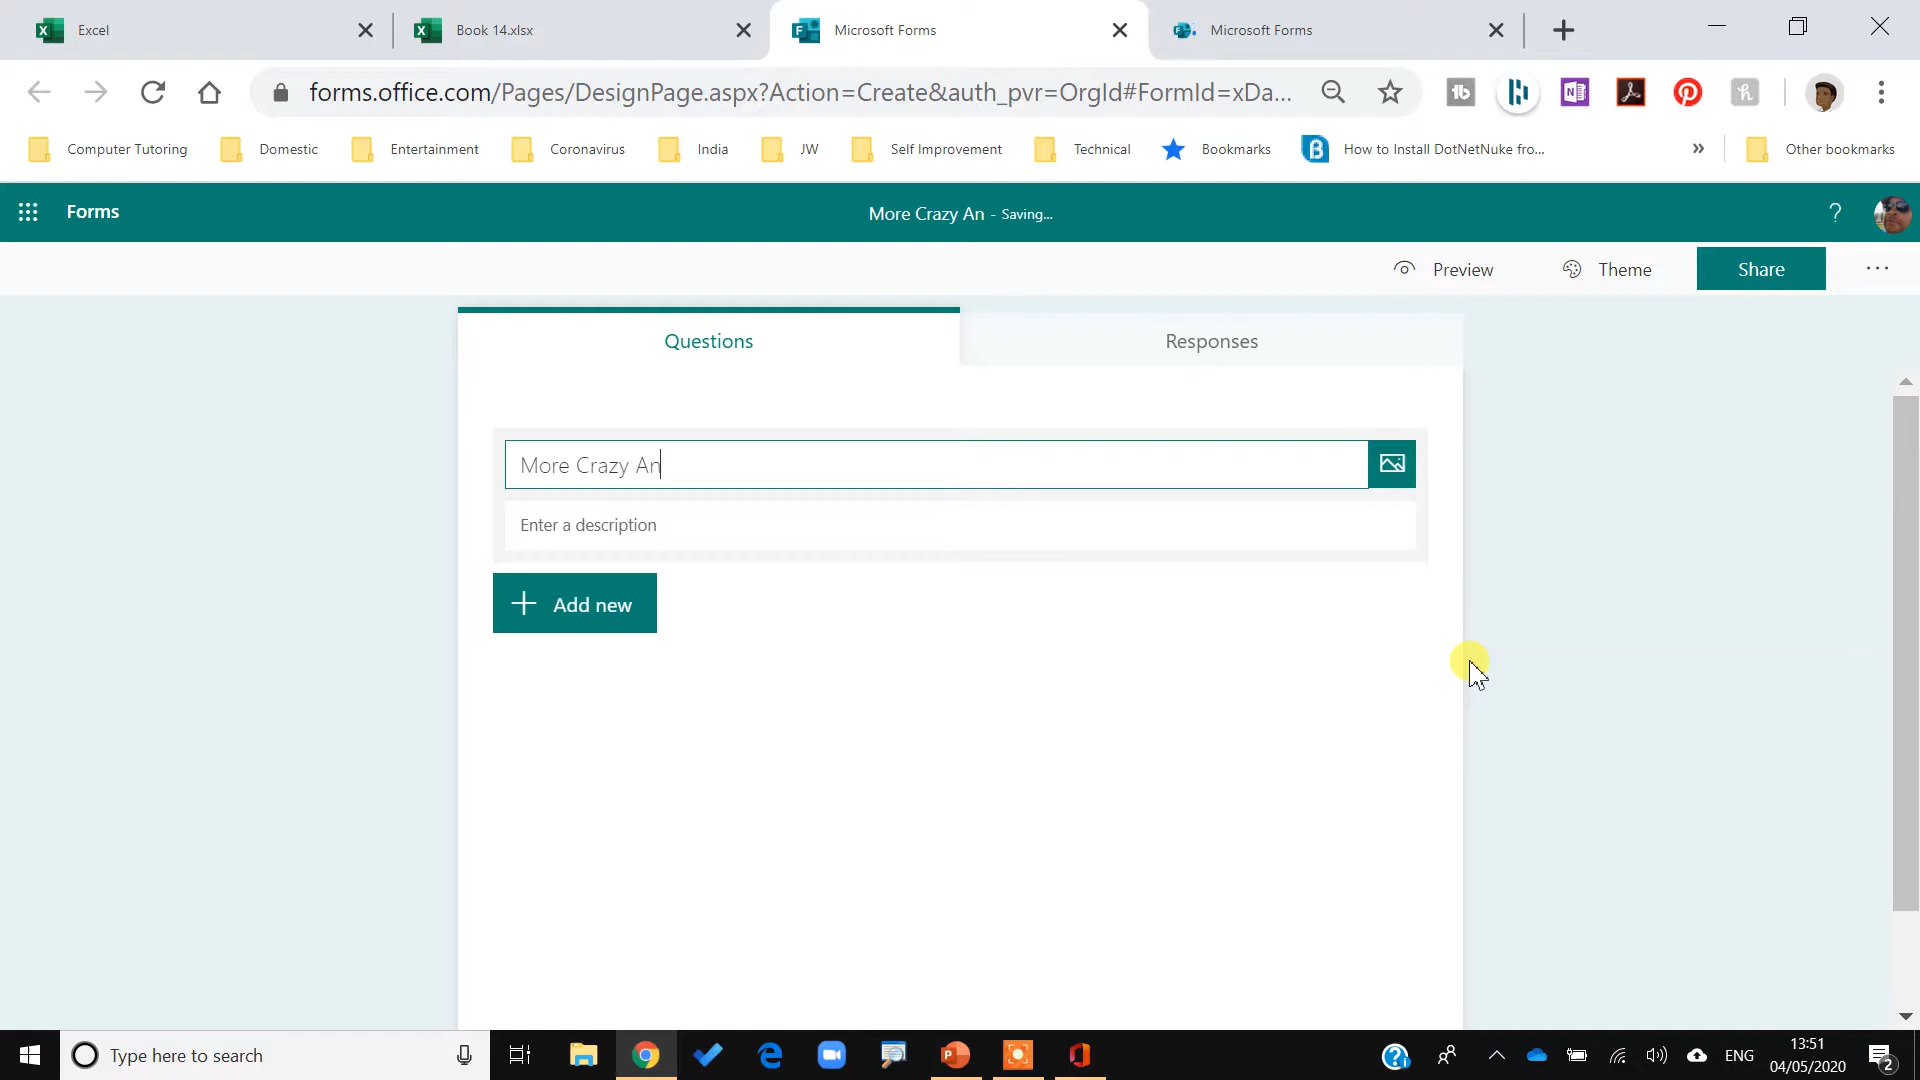 Excel
Book 14.xlsx
Microsoft Forms
Microsoft Forms
forms.office.com/Pages/DesignPage.aspx?Action=Create&auth_pvr=OrgId#FormId=xDa...
Computer Tutoring
Domestic
Entertainment
Coronavirus
India
JW
Self Improvement
Technical
Bookmarks
How to Install DotNetNuke fro...
»
Other bookmarks
Forms
More Crazy An - Saving...
?
Preview
Theme
Share
...
Questions
Responses
More Crazy An
Enter a description
Add new
Type here to search
ENG
13:51
04/05/2020
2